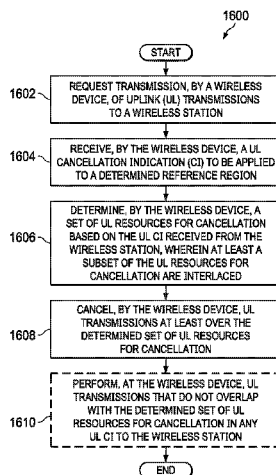 1600
START
1602
REQUEST TRANSMISSION, BY A WIRELESS
DEVICE, OF UPLINK (UL) TRANSMISSIONS
TO A WIRELESS STATION
1604
RECEIVE, BY THE WIRELESS DEVICE, A UL
CANCELLATION INDICATION (CI) TO BE APPLIED
TO A DETERMINED REFERENCE REGION
1606
DETERMINE, BY THE WIRELESS DEVICE, A
SET OF UL RESOURCES FOR CANCELLATION
BASED ON THE UL CI RECEIVED FROM THE
WIRELESS STATION, WHEREIN AT LEAST A
SUBSET OF THE UL RESOURCES FOR
CANCELLATION ARE INTERLACED
1608
CANCEL, BY THE WIRELESS DEVICE, UL
TRANSMISSIONS AT LEAST OVER THE
DETERMINED SET OF UL RESOURCES
FOR CANCELLATION
1610
PERFORM, AT THE WIRELESS DEVICE, UL
TRANSMISSIONS THAT DO NOT OVERLAP
WITH THE DETERMINED SET OF UL
RESOURCES FOR CANCELLATION IN ANY
UL CI TO THE WIRELESS STATION
END